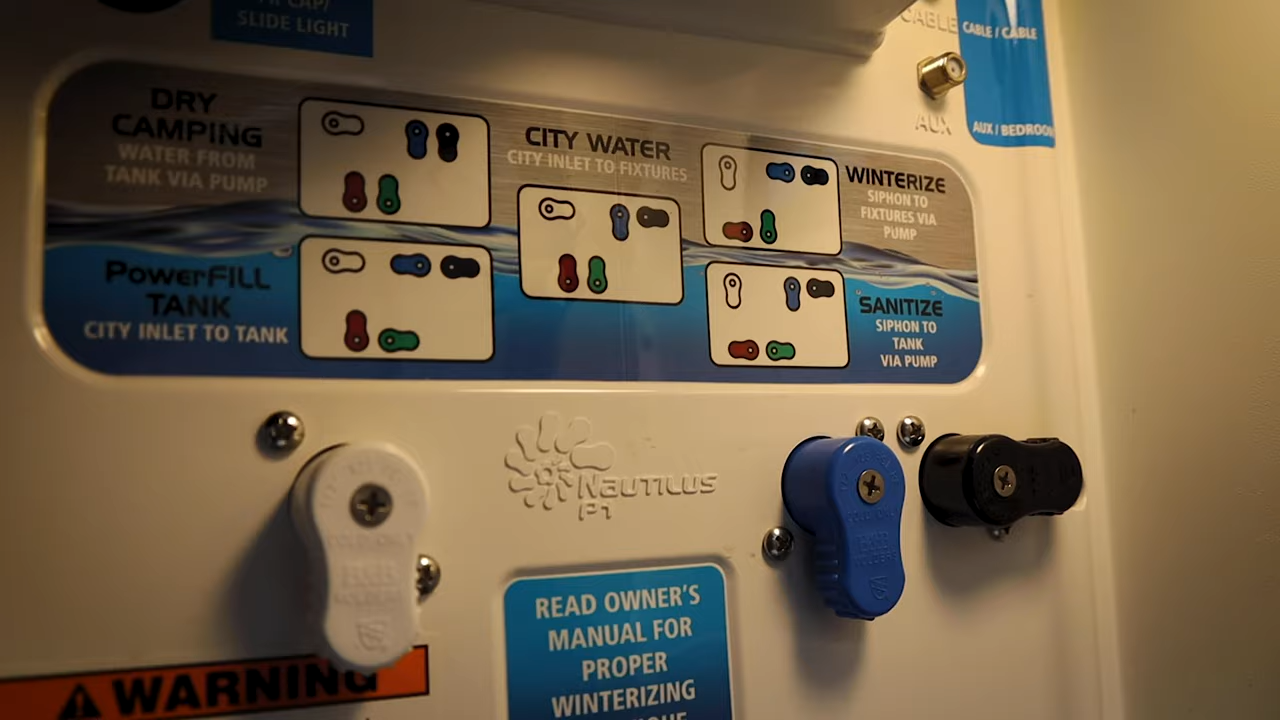 SLIDE LIGHT
CABLE
CABLE / CABLE
AUX
AUX / BEDROOM
DRY
CAMPING
WATER FROM
TANK VIA PUMP
CITY WATER
CITY INLET TO FIXTURES
WINTERIZE
SIPHON TO
FIXTURES VIA
PUMP
PowerFILL
TANK
CITY INLET TO TANK
SANITIZE
SIPHON TO
TANK
VIA PUMP
NAUTILUS
P1
READ OWNER'S
MANUAL FOR
PROPER
WINTERIZING
WARNING